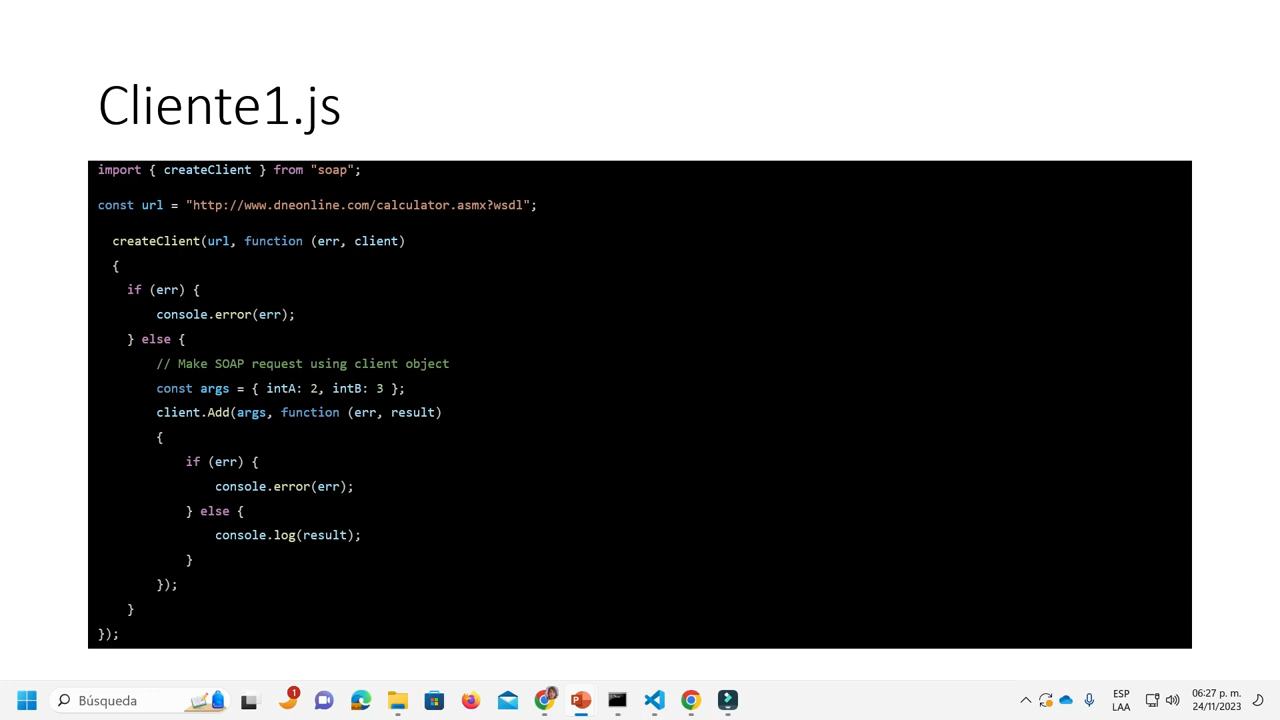 Cliente1.js
import { createClient } from "soap";
const url = "http://www.dneonline.com/calculator.asmx?wsdl";
createClient(url, function (err, client)
{
if (err) {
console.error(err);
} else {
// Make SOAP request using client object
const args = { intA: 2, intB: 3 };
client.Add(args, function (err, result)
{
if (err) {
console.error(err);
} else {
console.log(result);
}
});
}
});
Búsqueda
1
ESP
LAA
06:27 p. m.
24/11/2023